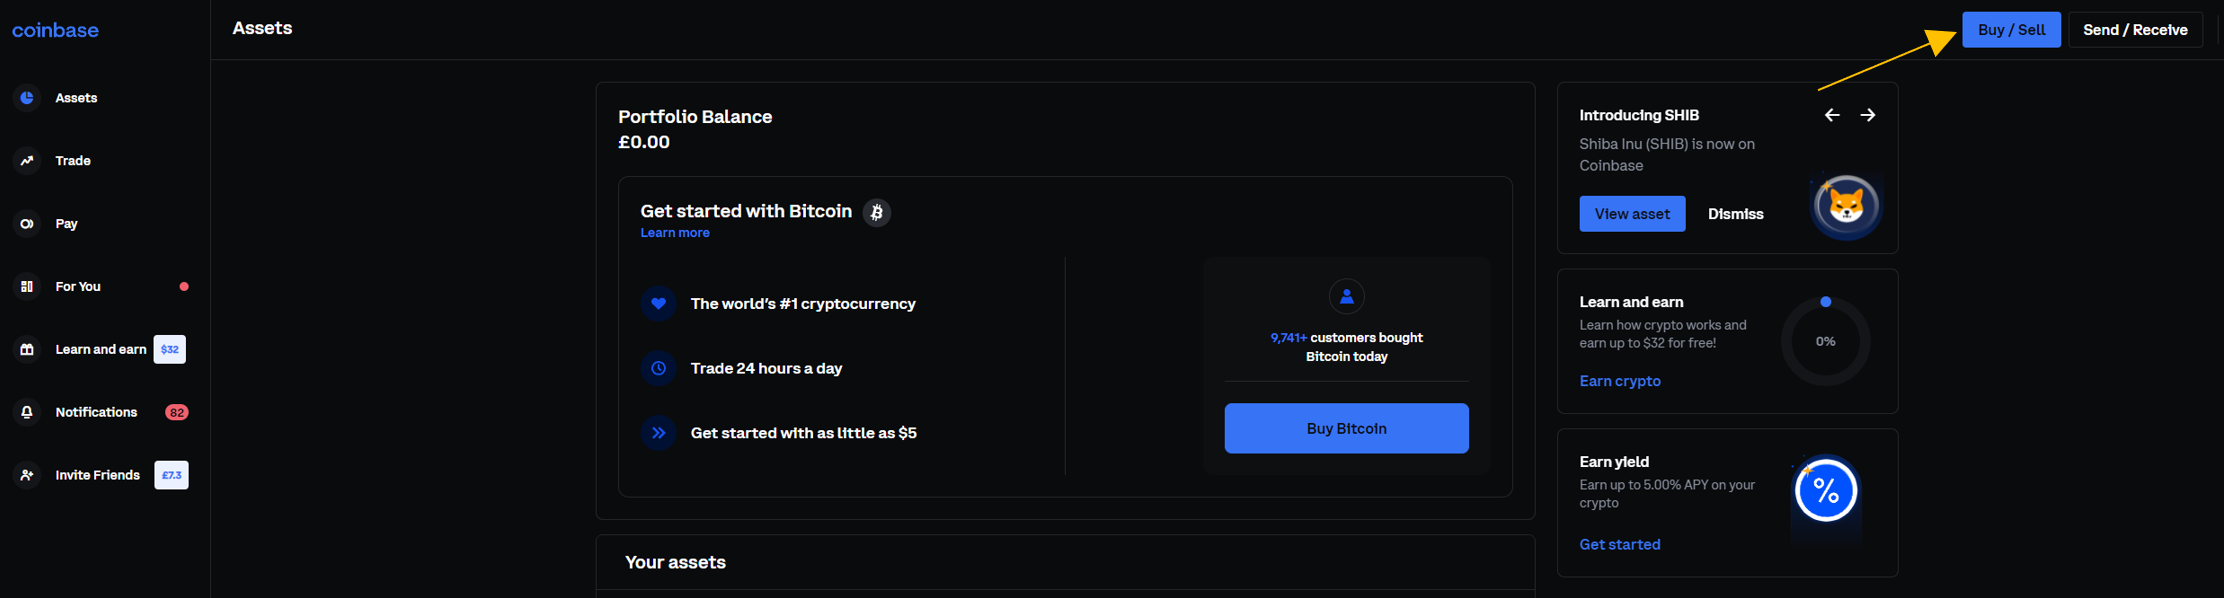 coinbase
Assets
Buy / Sell
Send / Receive
Assets
Trade
Pay
For You
Learn and earn
$32
Notifications
82
Invite Friends
£7.3
Portfolio Balance
£0.00
Get started with Bitcoin
Learn more
The world's #1 cryptocurrency
Trade 24 hours a day
Get started with as little as $5
9,741+ customers bought
Bitcoin today
Buy Bitcoin
Your assets
Introducing SHIB
Shiba Inu (SHIB) is now on
Coinbase
View asset
Dismiss
Learn and earn
Learn how crypto works and
earn up to $32 for free!
0%
Earn crypto
Earn yield
Earn up to 5.00% APY on your
crypto
%
Get started